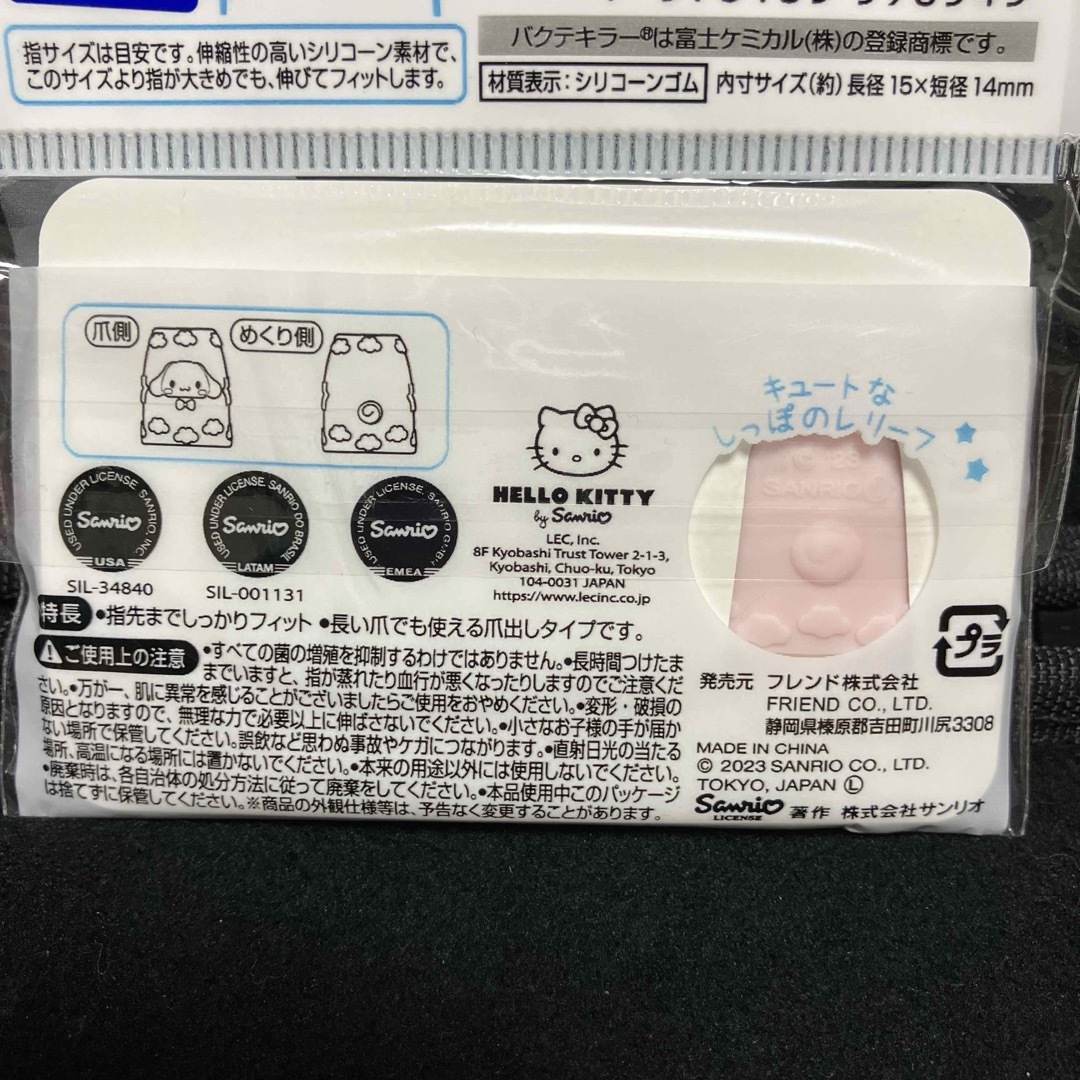 指サイズは目安です。伸縮性の高いシリコーン素材で、
このサイズより指が大きめでも、伸びてフィットします。
バクテキラー®は富士ケミカル(株)の登録商標です。
材質表示:シリコーンゴム 内寸サイズ(約)長径15×短径14mm
爪側
めくり側
キュートな
しっぽのレリーフ
USED UNDER LICENSE. SANRIO, INC.
Sanrio
USA
SIL-34840
USED UNDER LICENSE. SANRIO DO BRASIL
Sanrio
LATAM
SIL-001131
USED UNDER LICENSE. SANRIO GMBH
Sanrio
EMEA
HELLO KITTY
by Sanrio
LEC, Inc.
8F Kyobashi Trust Tower 2-1-3,
Kyobashi, Chuo-ku, Tokyo
104-0031 JAPAN
https://www.lecinc.co.jp
特長 •指先までしっかりフィット •長い爪でも使える爪出しタイプです。
ご使用上の注意 •すべての菌の増殖を抑制するわけではありません。•長時間つけたま
までいますと、指が蒸れたり血行が悪くなったりしますのでご注意くだ
さい。•万が一、肌に異常を感じることがございましたらご使用をおやめください。•変形・破損の
原因となりますので、無理な力で必要以上に伸ばさないでください。•小さなお子様の手が届か
ない場所で保管してください。誤飲など思わぬ事故やケガにつながります。•直射日光の当たる
場所、高温になる場所には置かないでください。•本来の用途以外には使用しないでください。
•廃棄時は、各自治体の処分方法に従って廃棄をしてください。•本品使用中このパッケージ
は捨てずに保管してください。※商品の外観仕様等は、予告なく変更することがあります。
プラ
発売元 フレンド株式会社
FRIEND CO., LTD.
静岡県榛原郡吉田町川尻3308
MADE IN CHINA
© 2023 SANRIO CO., LTD.
TOKYO, JAPAN Ⓛ
Sanrio LICENSE 著作 株式会社サンリオ